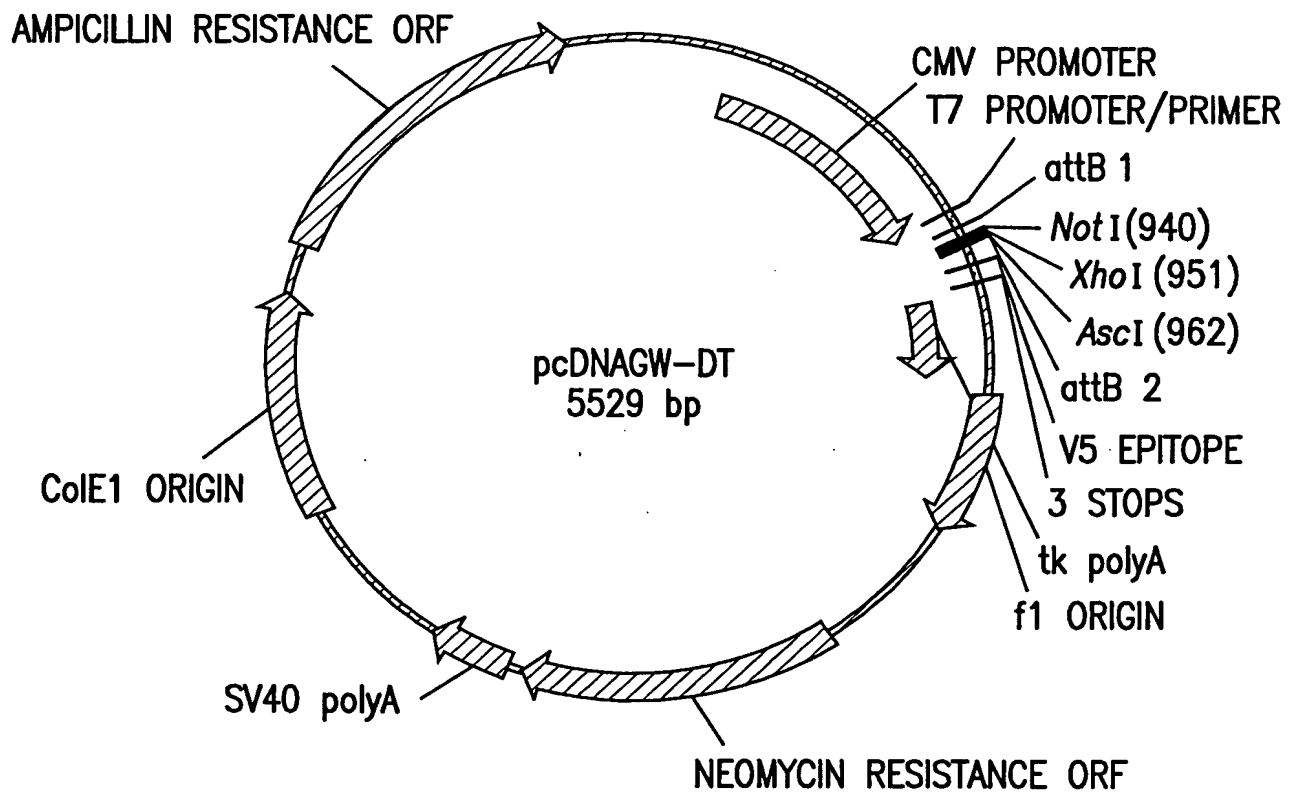 AMPICILLIN RESISTANCE ORF
CMV PROMOTER
T7 PROMOTER/PRIMER
attB 1
NotI (940)
XhoI (951)
AscI (962)
attB 2
V5 EPITOPE
3 STOPS
tk polyA
f1 ORIGIN
pcDNAGW-DT
5529 bp
ColE1 ORIGIN
SV40 polyA
NEOMYCIN RESISTANCE ORF